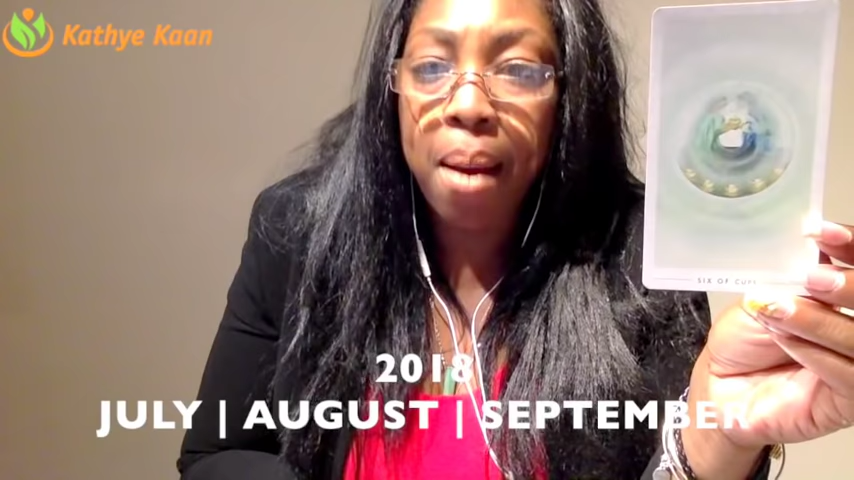 Kathye Kaan
SIX OF CUPS
2018
JULY | AUGUST | SEPTEMBER